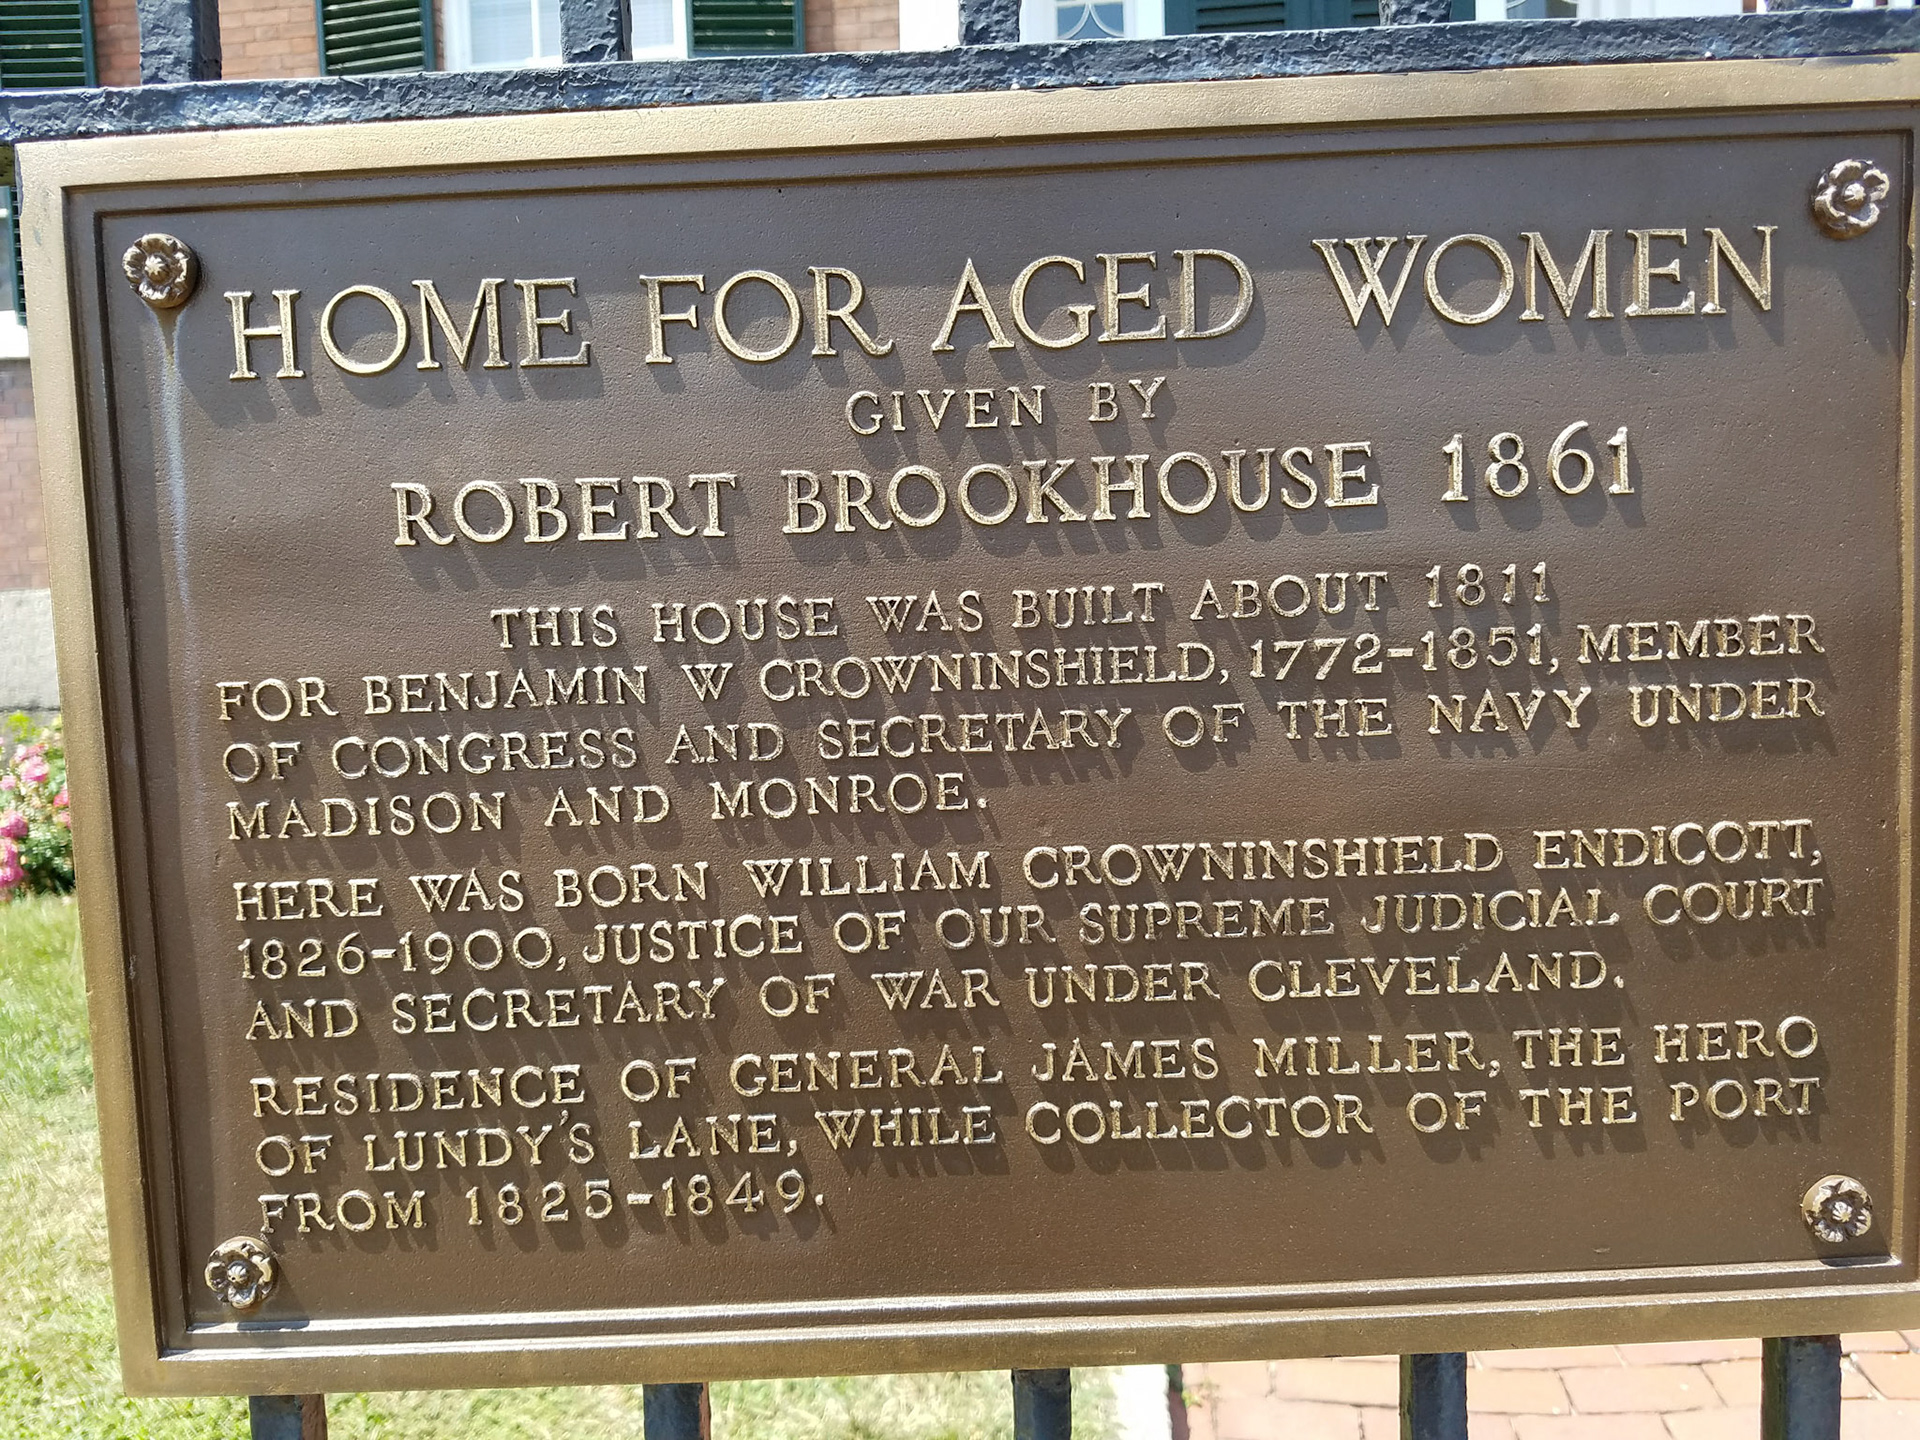 HOME FOR AGED WOMEN
GIVEN BY
ROBERT BROOKHOUSE 1861
THIS HOUSE WAS BUILT ABOUT 1811
FOR BENJAMIN W CROWNINSHIELD, 1772-1851, MEMBER
OF CONGRESS AND SECRETARY OF THE NAVY UNDER
MADISON AND MONROE.
HERE WAS BORN WILLIAM CROWNINSHIELD ENDICOTT,
1826-1900, JUSTICE OF OUR SUPREME JUDICIAL COURT
AND SECRETARY OF WAR UNDER CLEVELAND.
RESIDENCE OF GENERAL JAMES MILLER, THE HERO
OF LUNDY'S LANE, WHILE COLLECTOR OF THE PORT
FROM 1825-1849.